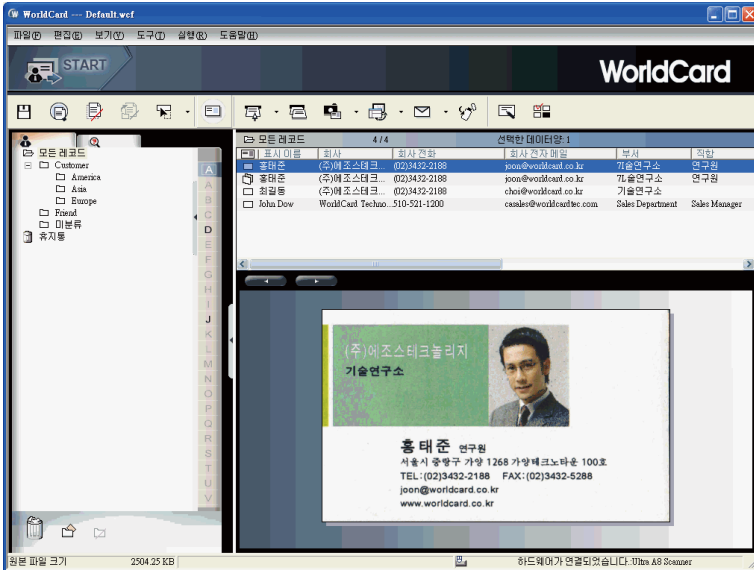 WorldCard --- Default.wcf
파일(F) 편집(E) 보기(V) 도구(T) 실행(R) 도움말(H)
START
WorldCard
모든 레코드
Customer
America
Asia
Europe
Friend
미분류
휴지통
A
A
B
C
D
E
F
G
H
I
J
K
L
M
N
O
P
Q
R
S
T
U
V
모든 레코드 4/4 선택한 데이터양: 1
표시 이름 회사 회사 전화 회사 전자 메일 부서 직함
홍태준 (주)에조스테크... (02)3432-2188 joon@worldcard.co.kr 7l술연구소 연구원
홍태준 (주)에조스테크... (02)3432-2188 joon@worldcard.co.kr 7L술연구소 연구원
최길동 (주)에조스테크... (02)3432-2188 choi@worldcard.co.kr 기술연구소
John Dow WorldCard Techno... 510-521-1200 casales@worldcardtec.com Sales Department Sales Manager
(주)에조스테크놀리지
기술연구소
홍태준 연구원
서울시 중랑구 가양 1268 가양테크노타운 100호
TEL:(02)3432-2188 FAX:(02)3432-5288
joon@worldcard.co.kr
www.worldcard.co.kr
원본 파일 크기 2504.25 KB 하드웨어가 연결되었습니다.:Ultra A8 Scanner